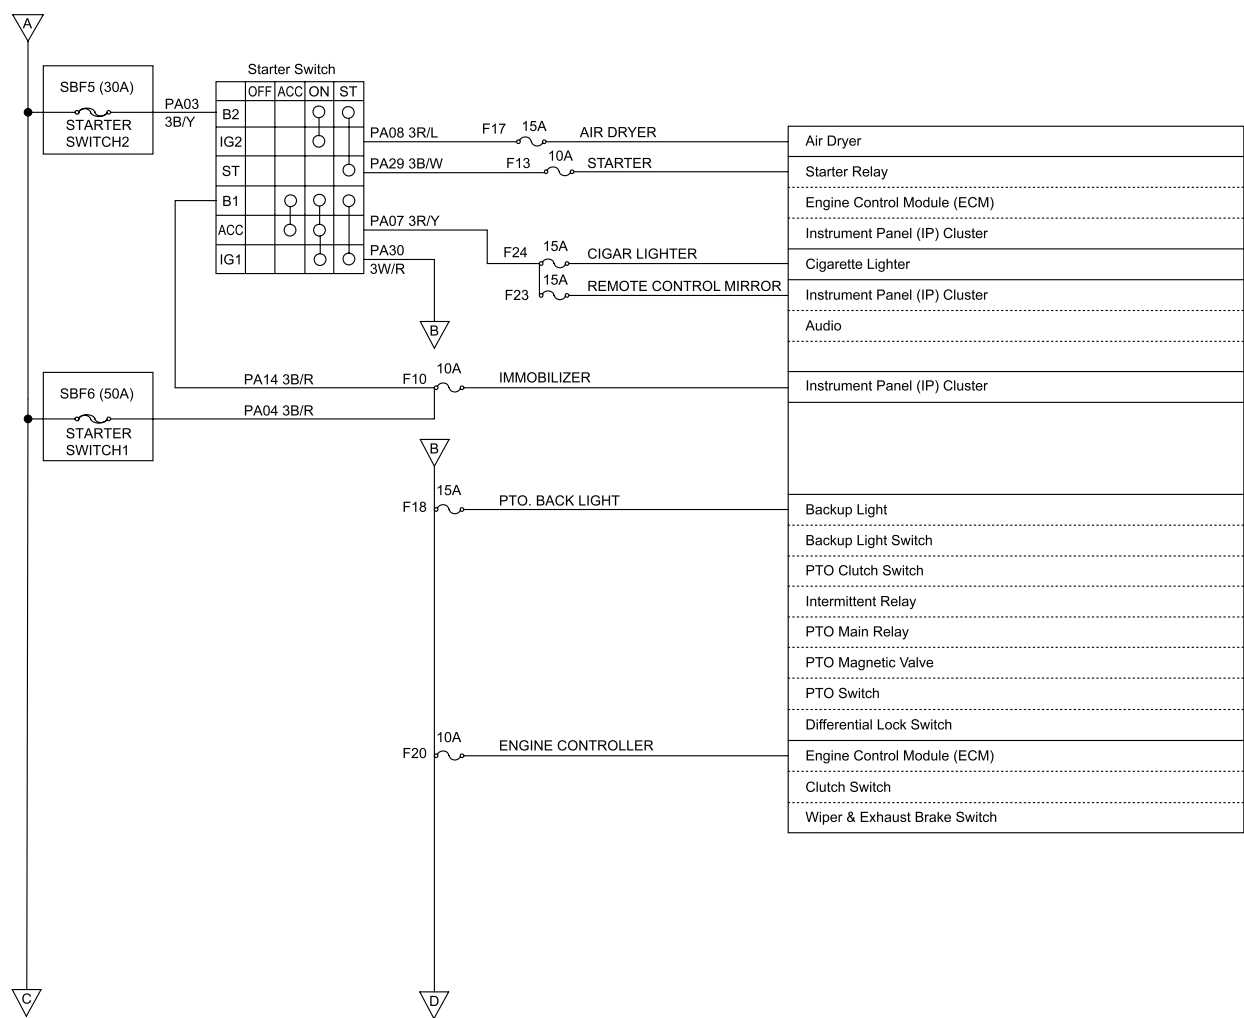 A
SBF5 (30A)
STARTER
SWITCH2
PA03
3B/Y
Starter Switch
OFF ACC ON ST
B2
IG2
ST
B1
ACC
IG1
PA08 3R/L
F17
15A
AIR DRYER
Air Dryer
PA29 3B/W
F13
10A
STARTER
Starter Relay
Engine Control Module (ECM)
Instrument Panel (IP) Cluster
PA07 3R/Y
F24
15A
CIGAR LIGHTER
Cigarette Lighter
PA30
3W/R
F23
15A
REMOTE CONTROL MIRROR
Instrument Panel (IP) Cluster
Audio
B
PA14 3B/R
F10
10A
IMMOBILIZER
Instrument Panel (IP) Cluster
SBF6 (50A)
STARTER
SWITCH1
PA04 3B/R
B
F18
15A
PTO. BACK LIGHT
Backup Light
Backup Light Switch
PTO Clutch Switch
Intermittent Relay
PTO Main Relay
PTO Magnetic Valve
PTO Switch
Differential Lock Switch
F20
10A
ENGINE CONTROLLER
Engine Control Module (ECM)
Clutch Switch
Wiper & Exhaust Brake Switch
C
D